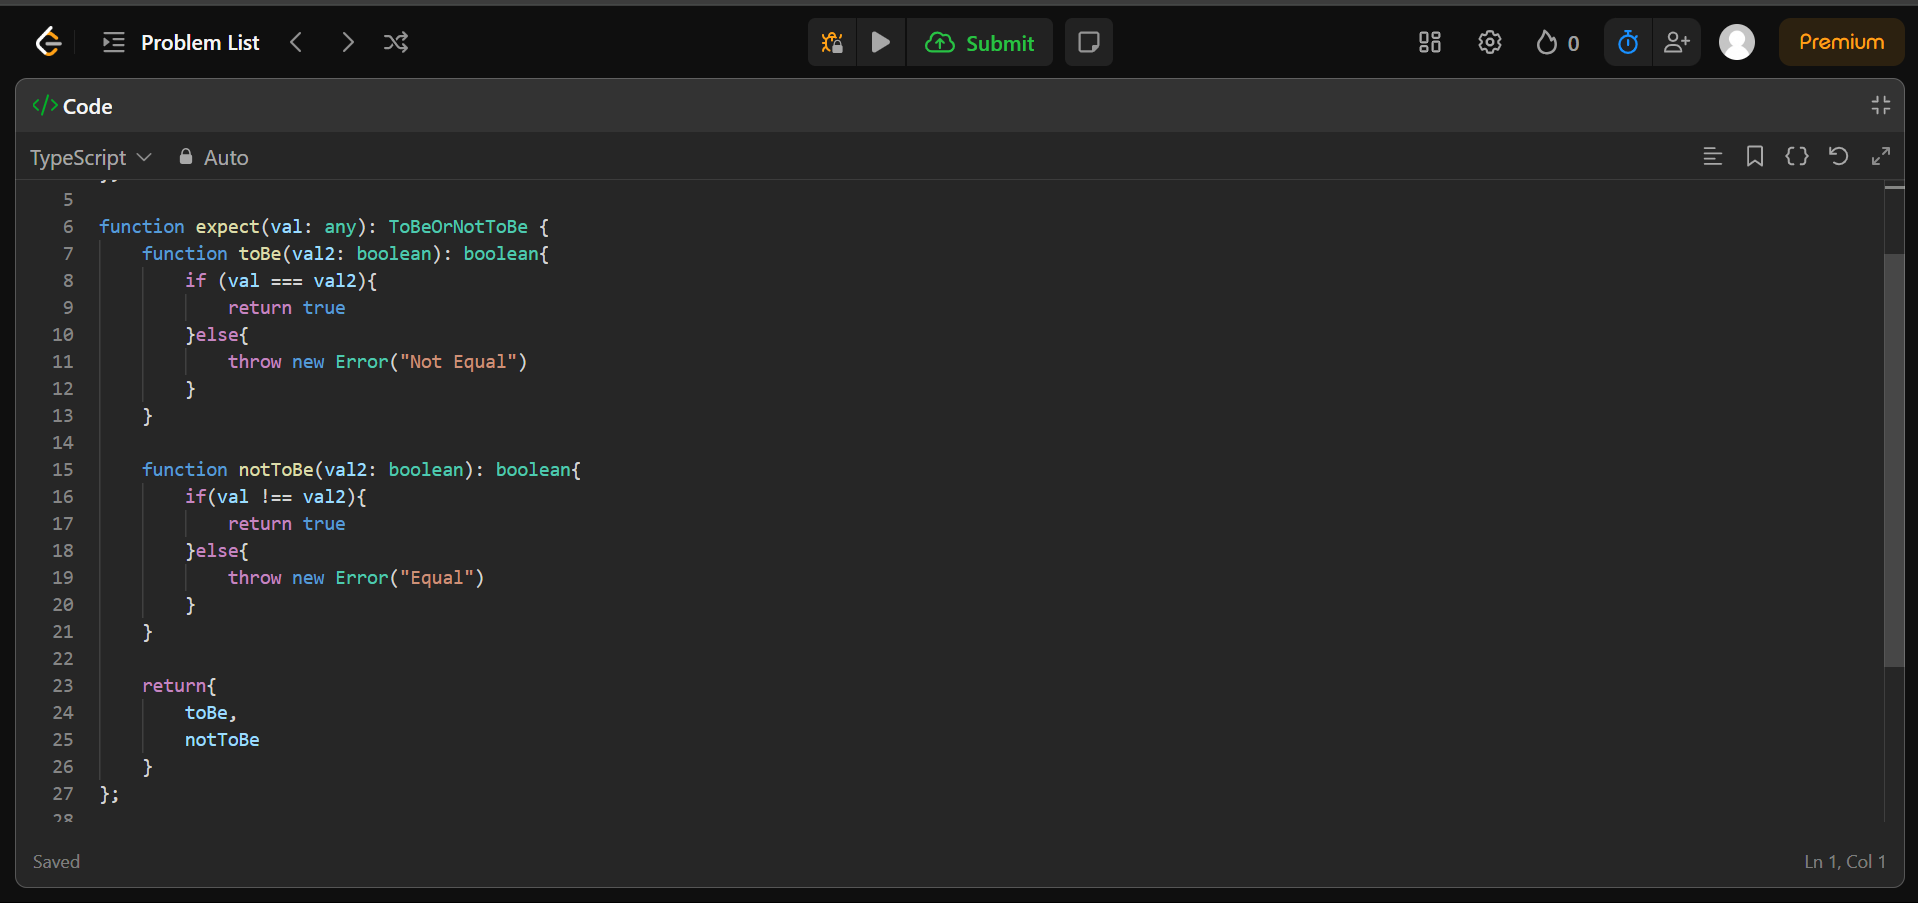 Problem List
Submit
0
Premium
</> Code
TypeScript Auto
5
6 function expect(val: any): ToBeOrNotToBe {
7 function toBe(val2: boolean): boolean{
8 if (val === val2){
9 return true
10 }else{
11 throw new Error("Not Equal")
12 }
13 }
14
15 function notToBe(val2: boolean): boolean{
16 if(val !== val2){
17 return true
18 }else{
19 throw new Error("Equal")
20 }
21 }
22
23 return{
24 toBe,
25 notToBe
26 }
27 };
28
Saved
Ln 1, Col 1